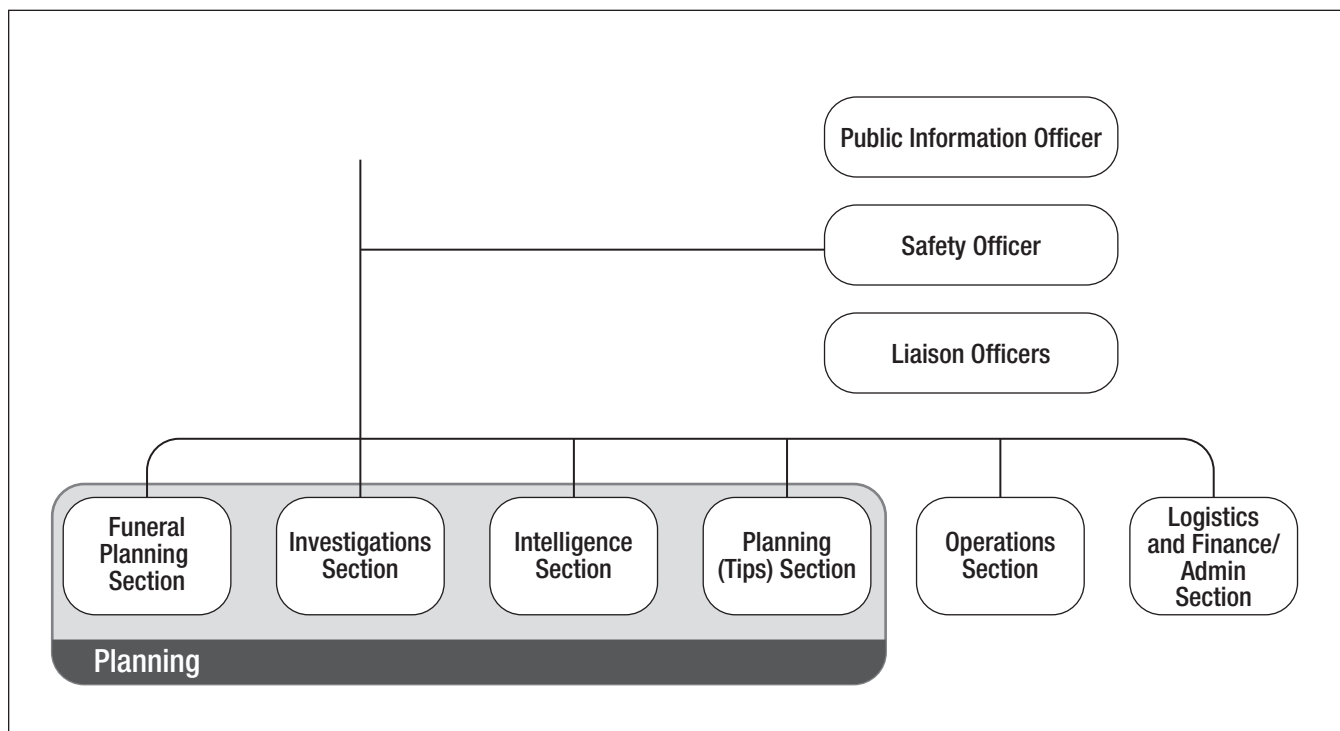 Public Information Officer
Safety Officer
Liaison Officers
Funeral
Planning
Section
Investigations
Section
Intelligence
Section
Planning
(Tips) Section
Operations
Section
Logistics
and Finance/
Admin
Section
Planning